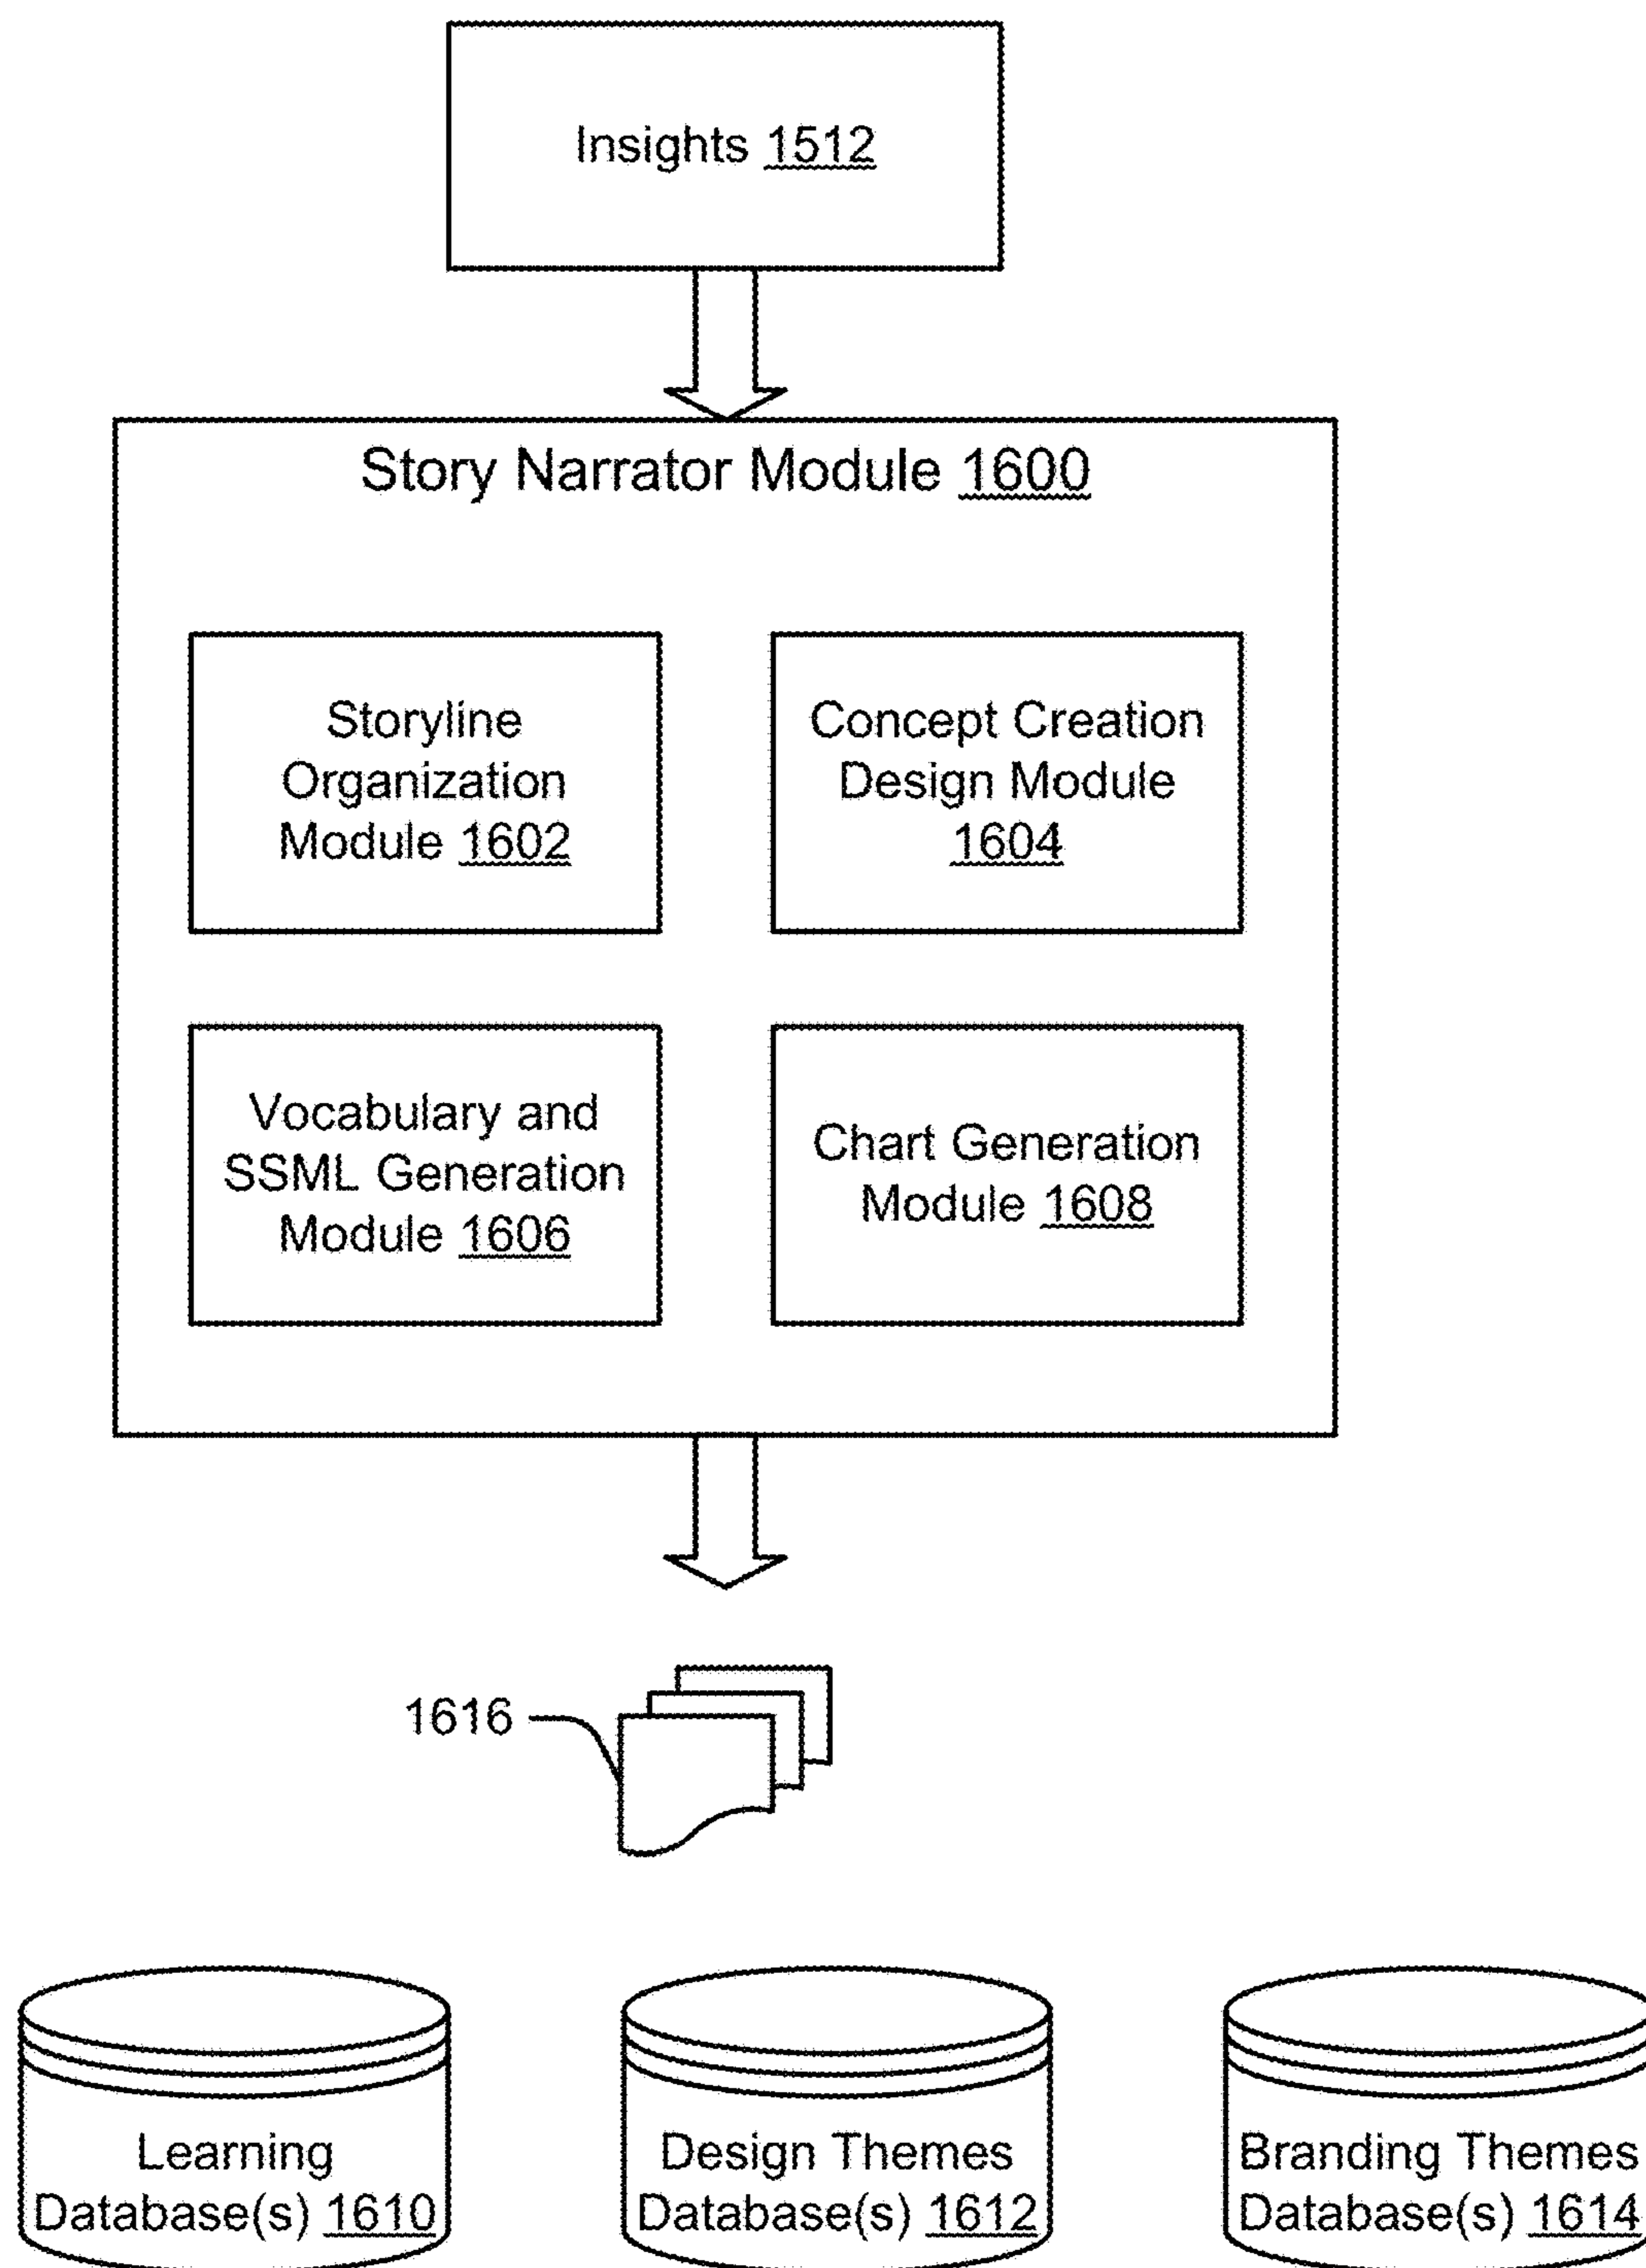 Insights 1512
Story Narrator Module 1600
Storyline
Organization
Module 1602
Concept Creation
Design Module
1604
Vocabulary and
SSML Generation
Module 1606
Chart Generation
Module 1608
1616
Learning
Database(s) 1610
Design Themes
Database(s) 1612
Branding Themes
Database(s) 1614